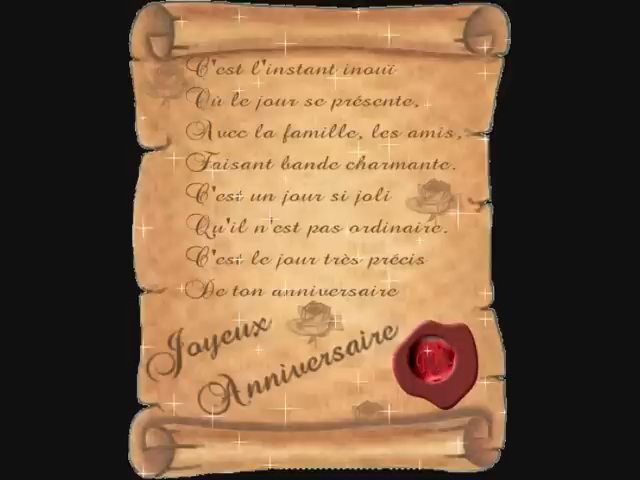 C'est l'instant inouï
Où le jour se présente,
Avec la famille, les amis,
Faisant bande charmante.
C'est un jour si joli
Qu'il n'est pas ordinaire.
C'est le jour très précis
De ton anniversaire
Joyeux
Anniversaire